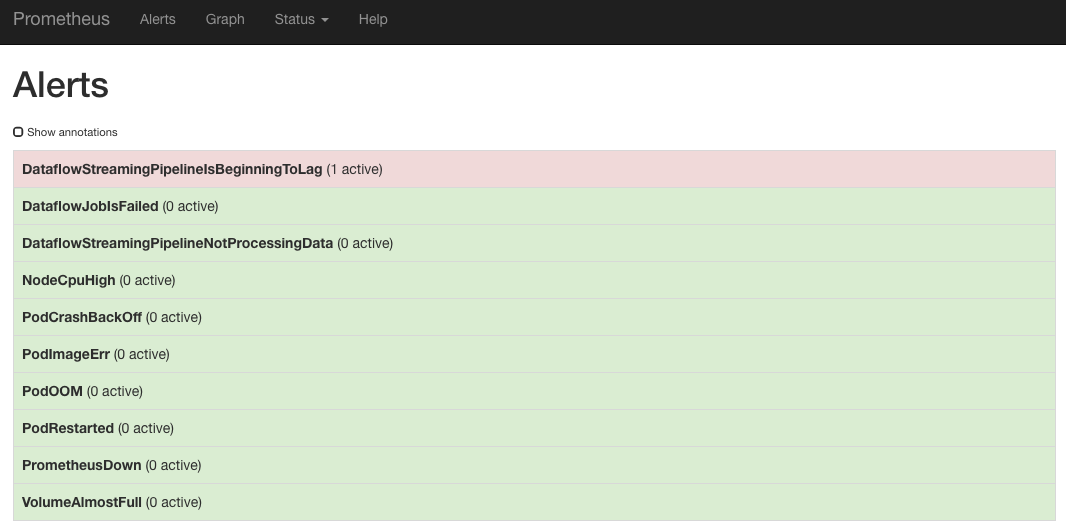 Prometheus Alerts Graph Status Help
Alerts
Show annotations
DataflowStreamingPipelineIsBeginningToLag (1 active)
DataflowJobIsFailed (0 active)
DataflowStreamingPipelineNotProcessingData (0 active)
NodeCpuHigh (0 active)
PodCrashBackOff (0 active)
PodImageErr (0 active)
PodOOM (0 active)
PodRestarted (0 active)
PrometheusDown (0 active)
VolumeAlmostFull (0 active)